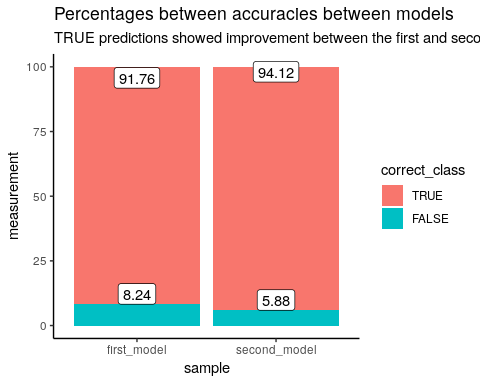 Percentages between accuracies between models
TRUE predictions showed improvement between the first and seco
100
75
50
25
0
measurement
91.76
94.12
8.24
5.88
first_model
second_model
sample
correct_class
TRUE
FALSE